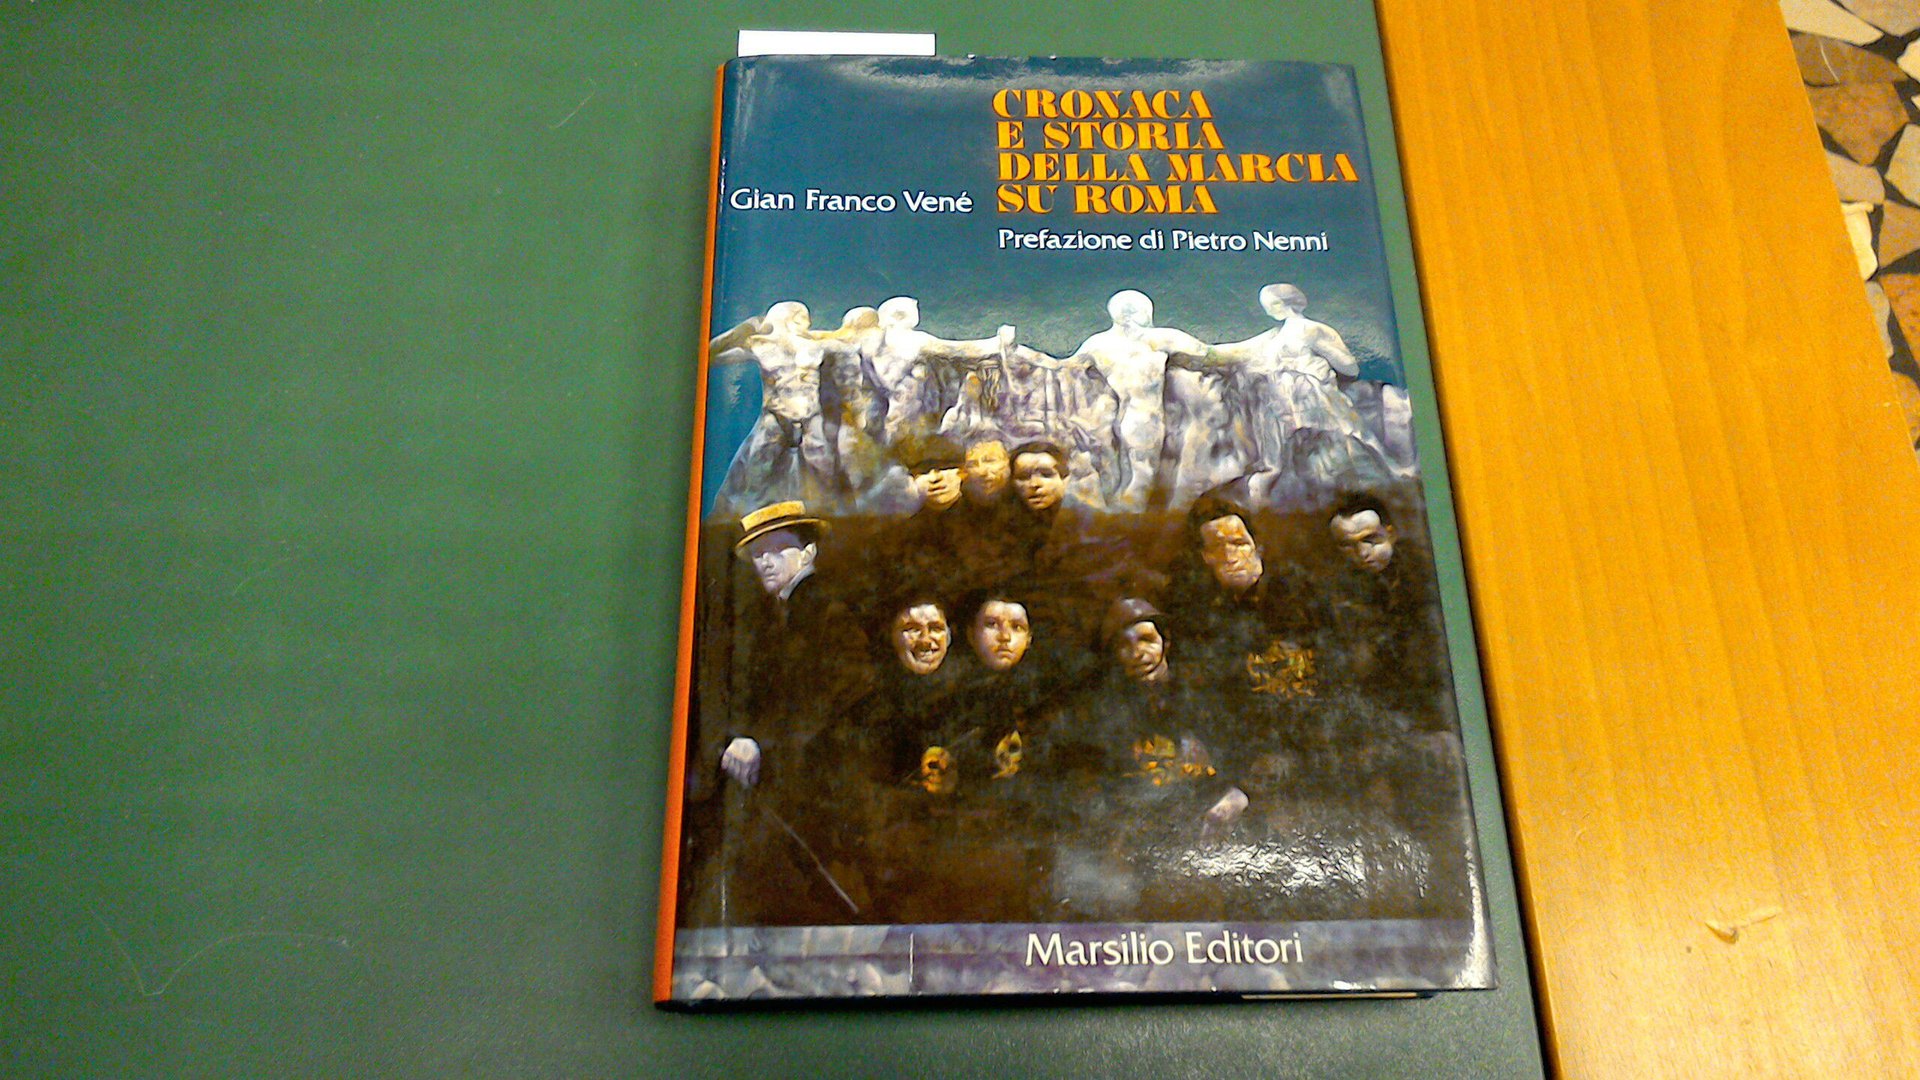 CRONACA
E STORIA
DELLA MARCIA
SU ROMA
Gian Franco Vené
Prefazione di Pietro Nenni
Marsilio Editori